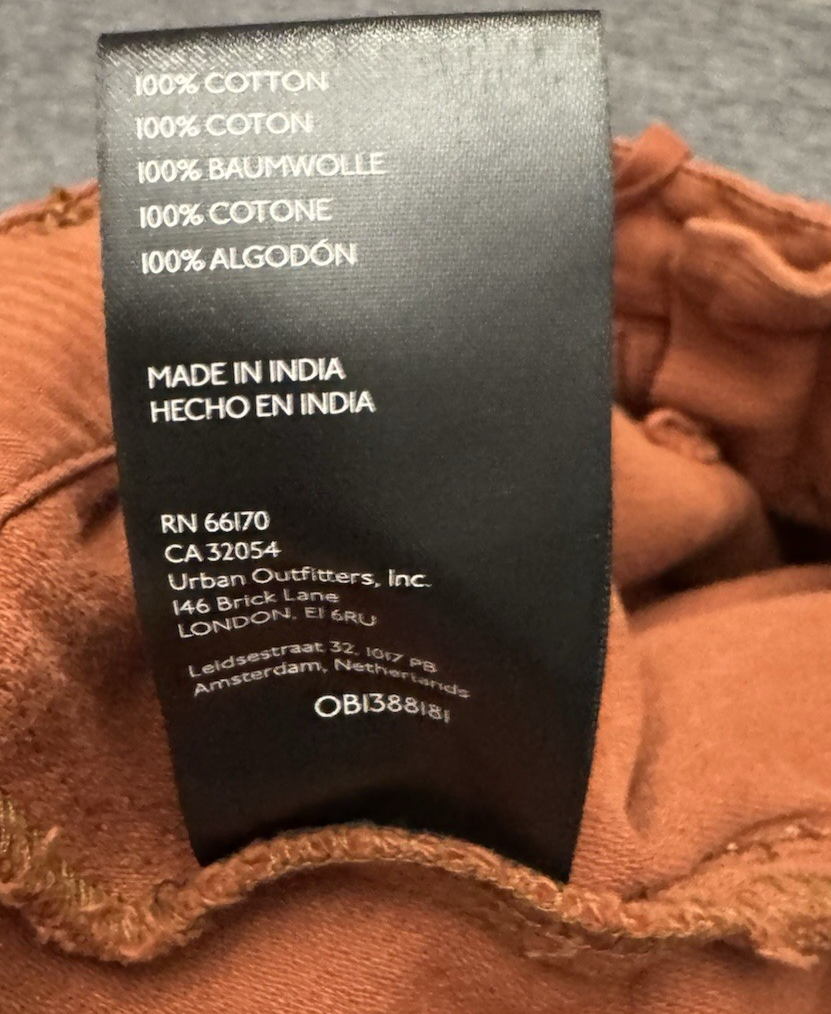 100% COTTON
100% COTON
100% BAUMWOLLE
100% COTONE
100% ALGODÓN
MADE IN INDIA
HECHO EN INDIA
RN 66170
CA 32054
Urban Outfitters, Inc.
146 Brick Lane
LONDON, E1 6RU
Leidsestraat 32, 1017 PB
Amsterdam, Netherlands
OB1388181